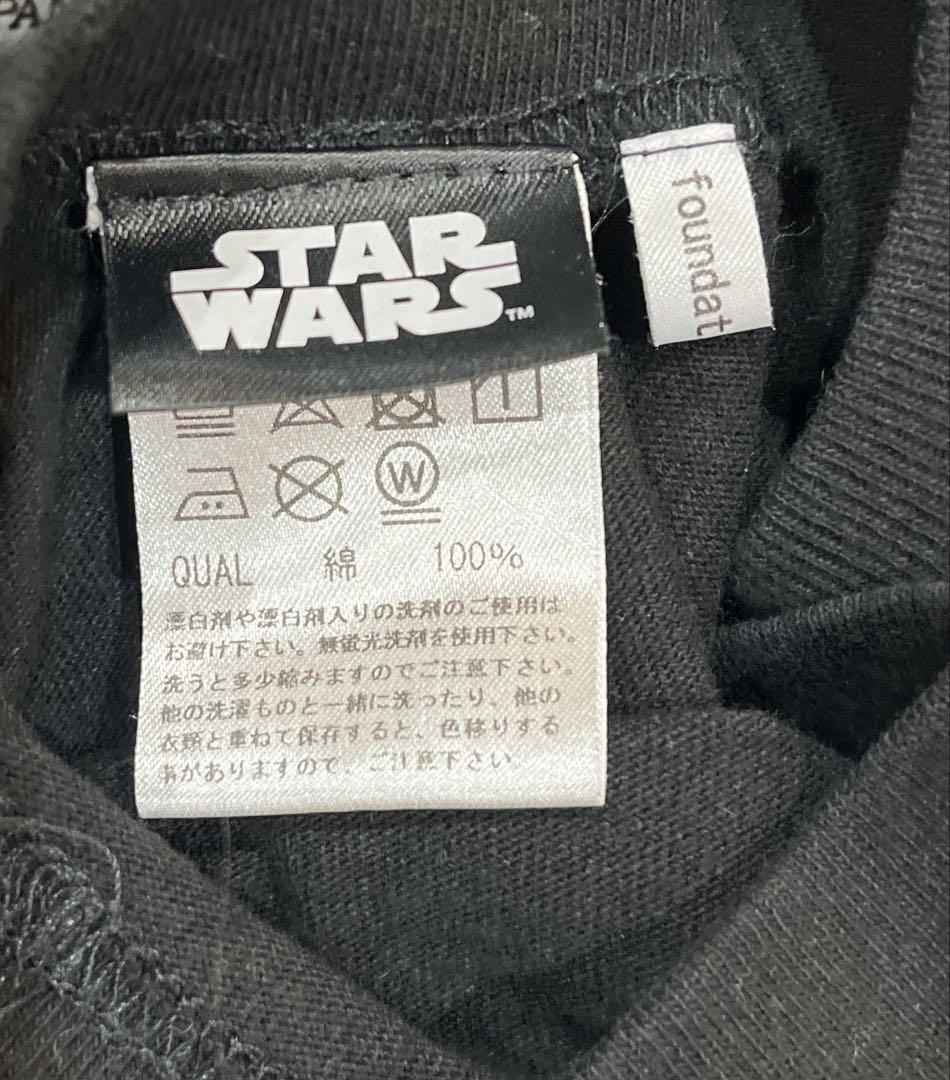 STAR
WARS™
foundat
W
QUAL 綿 100%
漂白剤や漂白剤入りの洗剤のご使用は
お避け下さい。無蛍光洗剤を使用下さい。
洗うと多少縮みますのでご注意下さい。
他の洗濯ものと一緒に洗ったり、他の
衣類と重ねて保存すると、色移りする
事がありますので、ご注意下さい。